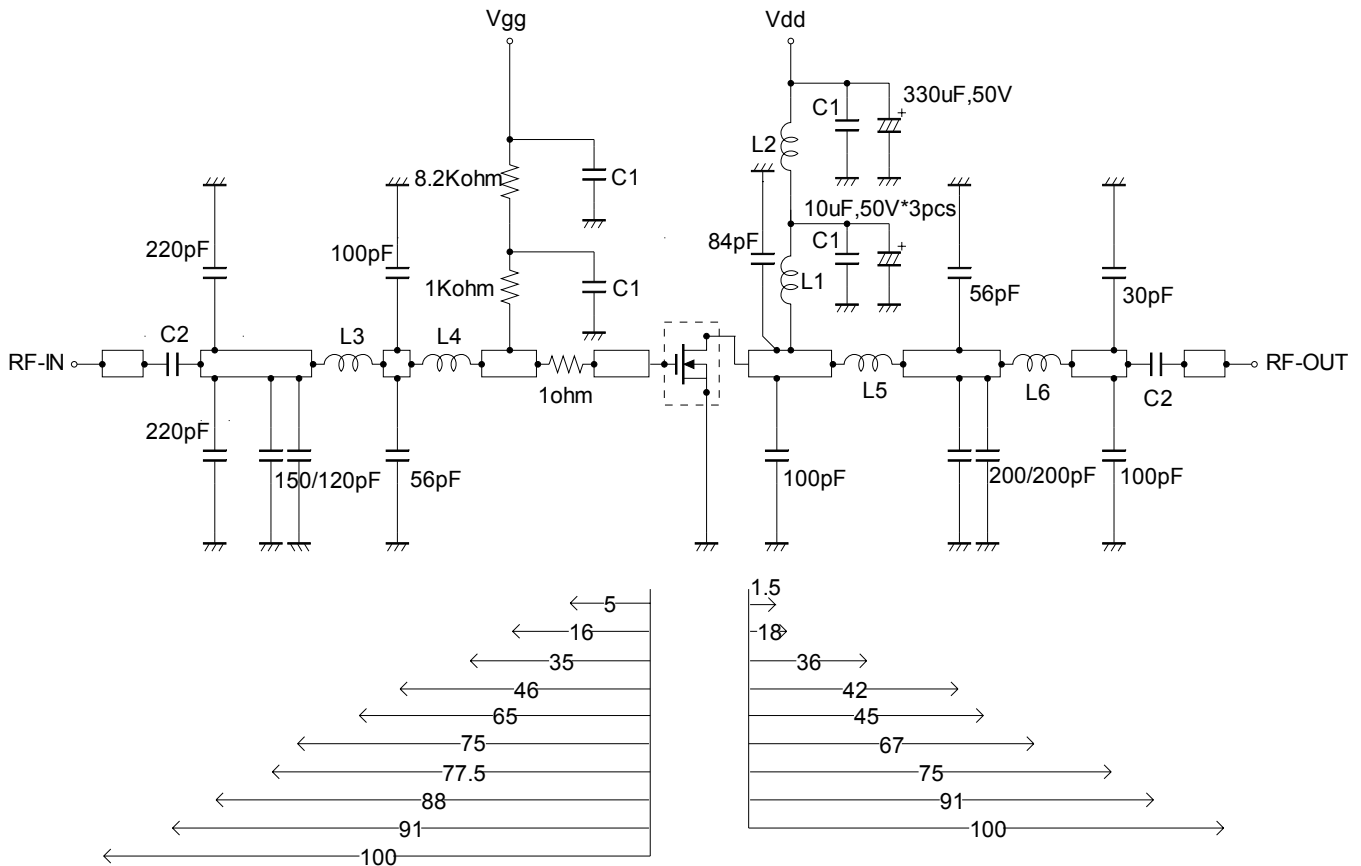 Vgg
Vdd
C1
330uF,50V
L2
8.2Kohm
C1
10uF,50V*3pcs
220pF
100pF
84pF
C1
1Kohm
C1
L1
56pF
30pF
C2
L3
L4
RF-IN
RF-OUT
1ohm
L5
L6
C2
220pF
150/120pF
56pF
100pF
200/200pF
100pF
1.5
5
16
18
35
36
46
42
65
45
75
67
77.5
75
88
91
91
100
100